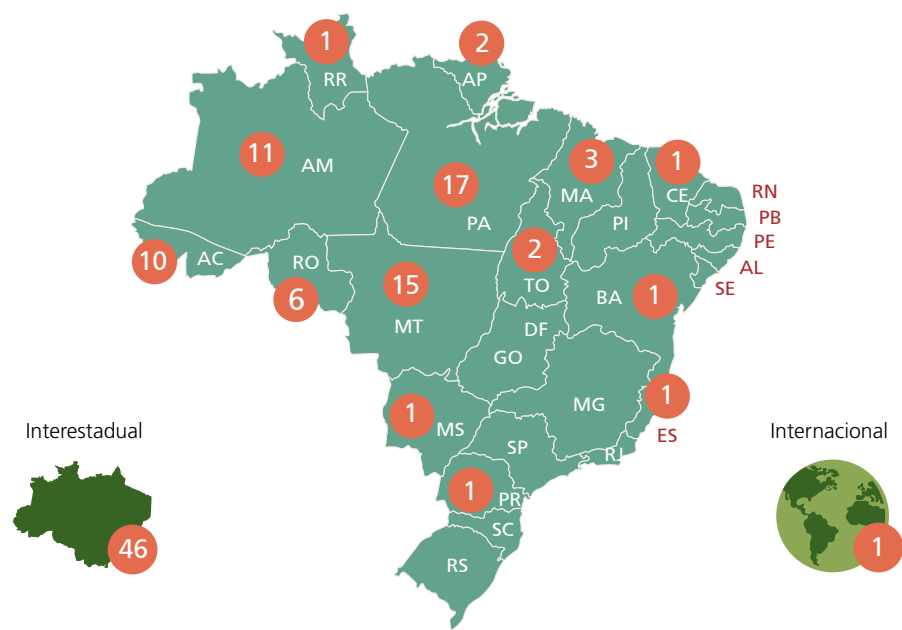 1
2
RR
AP
11
AM
17
PA
3
MA
1
CE
PI
RN
PB
PE
AL
SE
10
AC
RO
6
15
MT
2
TO
BA
1
DF
GO
1
MS
MG
1
ES
SP
RJ
1
PR
SC
RS
Interestadual
46
Internacional
1